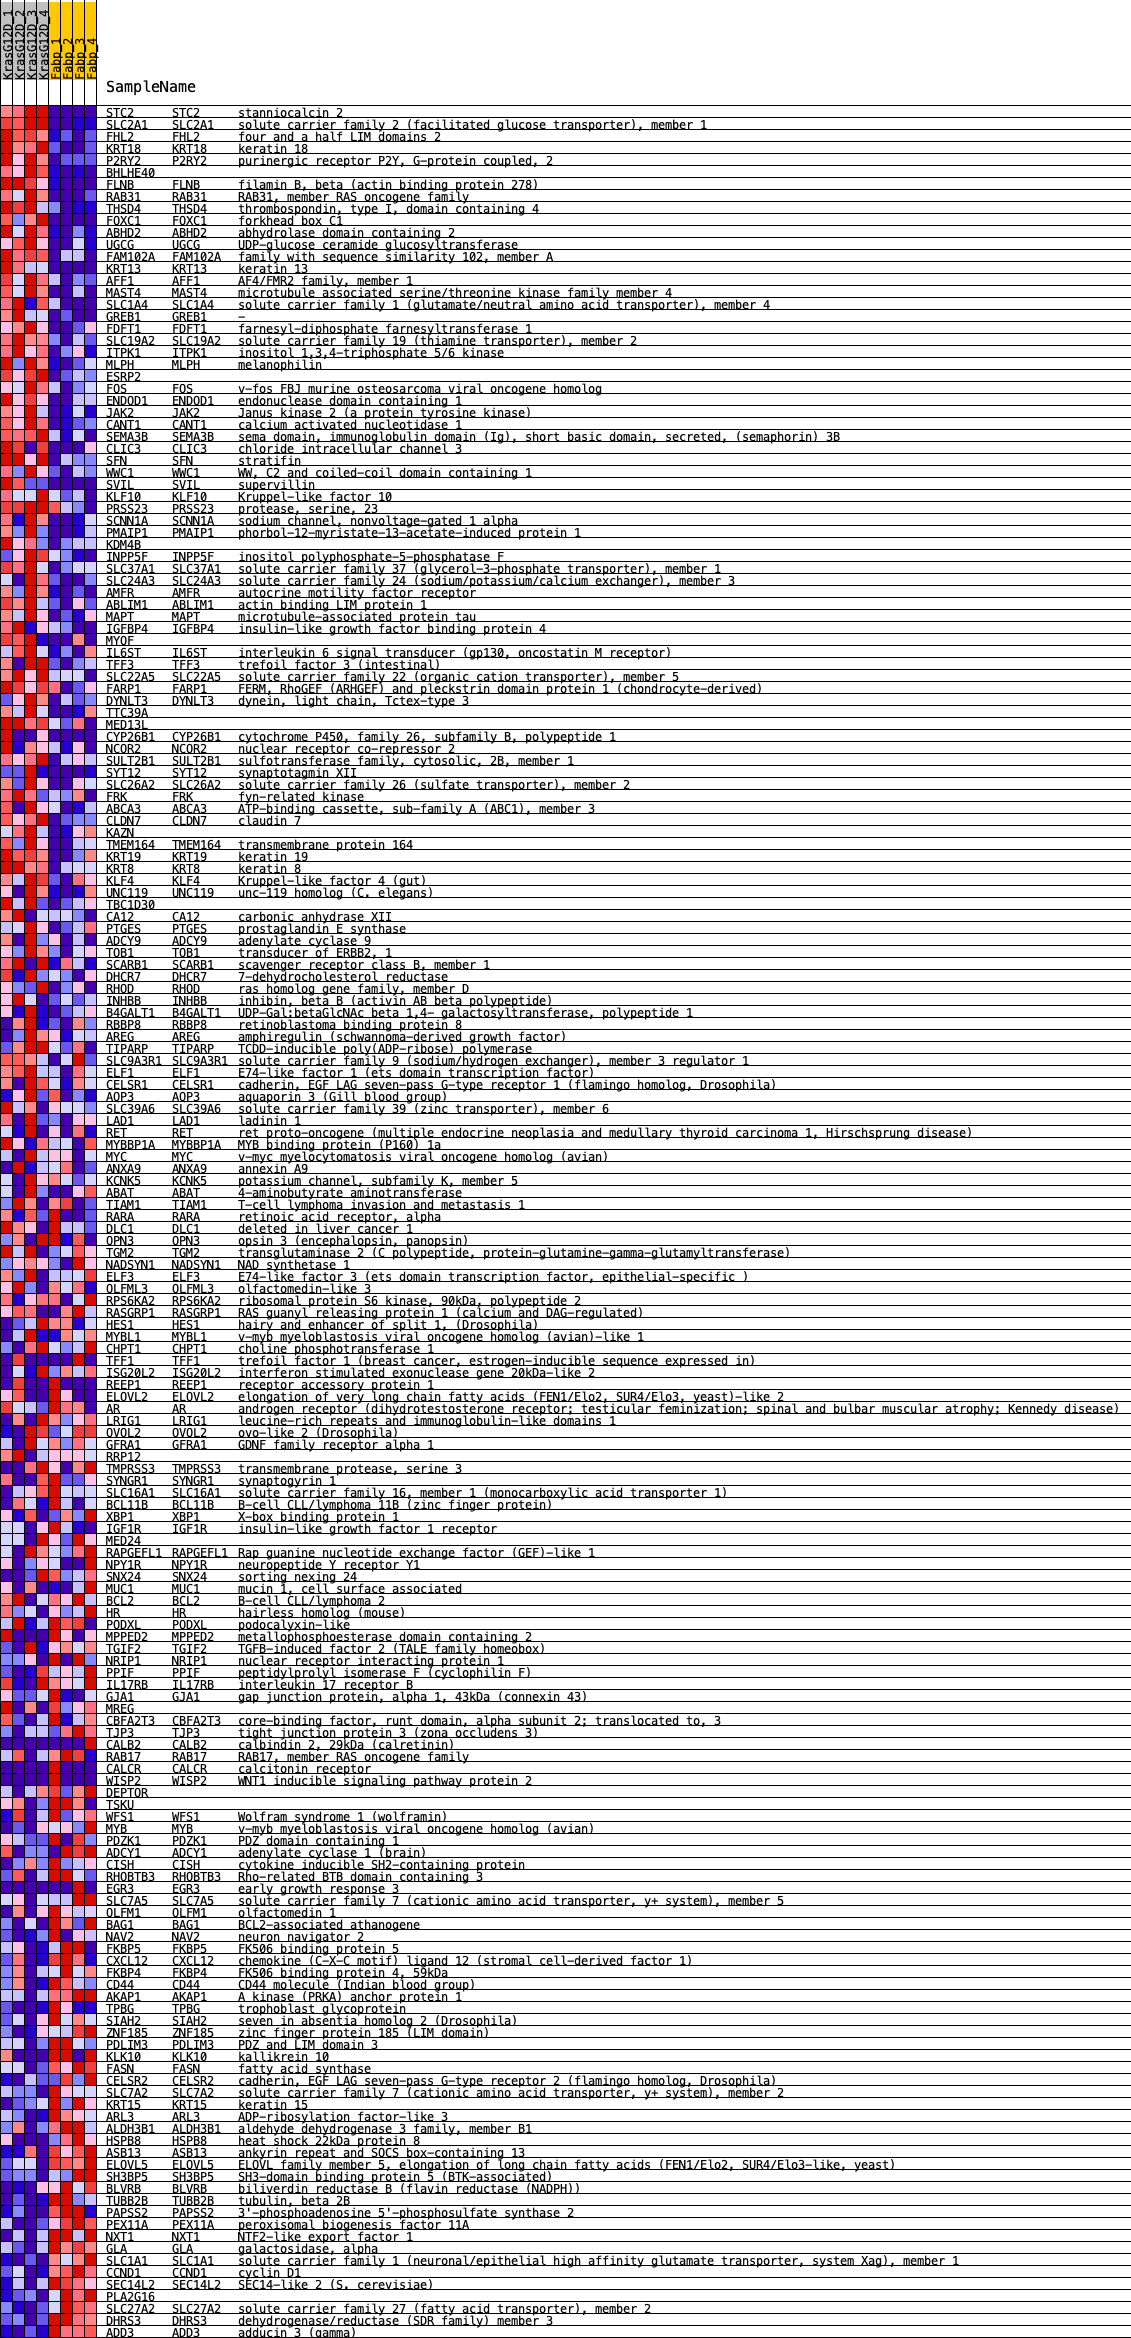 KrasG12D_1
KrasG12D_2
KrasG12D_3
KrasG12D_4
Fabp_1
Fabp_2
Fabp_3
Fabp_4
SampleName
STC2 STC2 stanniocalcin 2
SLC2A1 SLC2A1 solute carrier family 2 (facilitated glucose transporter), member 1
FHL2 FHL2 four and a half LIM domains 2
KRT18 KRT18 keratin 18
P2RY2 P2RY2 purinergic receptor P2Y, G-protein coupled, 2
BHLHE40
FLNB FLNB filamin B, beta (actin binding protein 278)
RAB31 RAB31 RAB31, member RAS oncogene family
THSD4 THSD4 thrombospondin, type I, domain containing 4
FOXC1 FOXC1 forkhead box C1
ABHD2 ABHD2 abhydrolase domain containing 2
UGCG UGCG UDP-glucose ceramide glucosyltransferase
FAM102A FAM102A family with sequence similarity 102, member A
KRT13 KRT13 keratin 13
AFF1 AFF1 AF4/FMR2 family, member 1
MAST4 MAST4 microtubule associated serine/threonine kinase family member 4
SLC1A4 SLC1A4 solute carrier family 1 (glutamate/neutral amino acid transporter), member 4
GREB1 GREB1 -
FDFT1 FDFT1 farnesyl-diphosphate farnesyltransferase 1
SLC19A2 SLC19A2 solute carrier family 19 (thiamine transporter), member 2
ITPK1 ITPK1 inositol 1,3,4-triphosphate 5/6 kinase
MLPH MLPH melanophilin
ESRP2
FOS FOS v-fos FBJ murine osteosarcoma viral oncogene homolog
ENDOD1 ENDOD1 endonuclease domain containing 1
JAK2 JAK2 Janus kinase 2 (a protein tyrosine kinase)
CANT1 CANT1 calcium activated nucleotidase 1
SEMA3B SEMA3B sema domain, immunoglobulin domain (Ig), short basic domain, secreted, (semaphorin) 3B
CLIC3 CLIC3 chloride intracellular channel 3
SFN SFN stratifin
WWC1 WWC1 WW, C2 and coiled-coil domain containing 1
SVIL SVIL supervillin
KLF10 KLF10 Kruppel-like factor 10
PRSS23 PRSS23 protease, serine, 23
SCNN1A SCNN1A sodium channel, nonvoltage-gated 1 alpha
PMAIP1 PMAIP1 phorbol-12-myristate-13-acetate-induced protein 1
KDM4B
INPP5F INPP5F inositol polyphosphate-5-phosphatase F
SLC37A1 SLC37A1 solute carrier family 37 (glycerol-3-phosphate transporter), member 1
SLC24A3 SLC24A3 solute carrier family 24 (sodium/potassium/calcium exchanger), member 3
AMFR AMFR autocrine motility factor receptor
ABLIM1 ABLIM1 actin binding LIM protein 1
MAPT MAPT microtubule-associated protein tau
IGFBP4 IGFBP4 insulin-like growth factor binding protein 4
MYOF
IL6ST IL6ST interleukin 6 signal transducer (gp130, oncostatin M receptor)
TFF3 TFF3 trefoil factor 3 (intestinal)
SLC22A5 SLC22A5 solute carrier family 22 (organic cation transporter), member 5
FARP1 FARP1 FERM, RhoGEF (ARHGEF) and pleckstrin domain protein 1 (chondrocyte-derived)
DYNLT3 DYNLT3 dynein, light chain, Tctex-type 3
TTC39A
MED13L
CYP26B1 CYP26B1 cytochrome P450, family 26, subfamily B, polypeptide 1
NCOR2 NCOR2 nuclear receptor co-repressor 2
SULT2B1 SULT2B1 sulfotransferase family, cytosolic, 2B, member 1
SYT12 SYT12 synaptotagmin XII
SLC26A2 SLC26A2 solute carrier family 26 (sulfate transporter), member 2
FRK FRK fyn-related kinase
ABCA3 ABCA3 ATP-binding cassette, sub-family A (ABC1), member 3
CLDN7 CLDN7 claudin 7
KAZN
TMEM164 TMEM164 transmembrane protein 164
KRT19 KRT19 keratin 19
KRT8 KRT8 keratin 8
KLF4 KLF4 Kruppel-like factor 4 (gut)
UNC119 UNC119 unc-119 homolog (C. elegans)
TBC1D30
CA12 CA12 carbonic anhydrase XII
PTGES PTGES prostaglandin E synthase
ADCY9 ADCY9 adenylate cyclase 9
TOB1 TOB1 transducer of ERBB2, 1
SCARB1 SCARB1 scavenger receptor class B, member 1
DHCR7 DHCR7 7-dehydrocholesterol reductase
RHOD RHOD ras homolog gene family, member D
INHBB INHBB inhibin, beta B (activin AB beta polypeptide)
B4GALT1 B4GALT1 UDP-Gal:betaGlcNAc beta 1,4- galactosyltransferase, polypeptide 1
RBBP8 RBBP8 retinoblastoma binding protein 8
AREG AREG amphiregulin (schwannoma-derived growth factor)
TIPARP TIPARP TCDD-inducible poly(ADP-ribose) polymerase
SLC9A3R1 SLC9A3R1 solute carrier family 9 (sodium/hydrogen exchanger), member 3 regulator 1
ELF1 ELF1 E74-like factor 1 (ets domain transcription factor)
CELSR1 CELSR1 cadherin, EGF LAG seven-pass G-type receptor 1 (flamingo homolog, Drosophila)
AQP3 AQP3 aquaporin 3 (Gill blood group)
SLC39A6 SLC39A6 solute carrier family 39 (zinc transporter), member 6
LAD1 LAD1 ladinin 1
RET RET ret proto-oncogene (multiple endocrine neoplasia and medullary thyroid carcinoma 1, Hirschsprung disease)
MYBBP1A MYBBP1A MYB binding protein (P160) 1a
MYC MYC v-myc myelocytomatosis viral oncogene homolog (avian)
ANXA9 ANXA9 annexin A9
KCNK5 KCNK5 potassium channel, subfamily K, member 5
ABAT ABAT 4-aminobutyrate aminotransferase
TIAM1 TIAM1 T-cell lymphoma invasion and metastasis 1
RARA RARA retinoic acid receptor, alpha
DLC1 DLC1 deleted in liver cancer 1
OPN3 OPN3 opsin 3 (encephalopsin, panopsin)
TGM2 TGM2 transglutaminase 2 (C polypeptide, protein-glutamine-gamma-glutamyltransferase)
NADSYN1 NADSYN1 NAD synthetase 1
ELF3 ELF3 E74-like factor 3 (ets domain transcription factor, epithelial-specific )
OLFML3 OLFML3 olfactomedin-like 3
RPS6KA2 RPS6KA2 ribosomal protein S6 kinase, 90kDa, polypeptide 2
RASGRP1 RASGRP1 RAS guanyl releasing protein 1 (calcium and DAG-regulated)
HES1 HES1 hairy and enhancer of split 1, (Drosophila)
MYBL1 MYBL1 v-myb myeloblastosis viral oncogene homolog (avian)-like 1
CHPT1 CHPT1 choline phosphotransferase 1
TFF1 TFF1 trefoil factor 1 (breast cancer, estrogen-inducible sequence expressed in)
ISG20L2 ISG20L2 interferon stimulated exonuclease gene 20kDa-like 2
REEP1 REEP1 receptor accessory protein 1
ELOVL2 ELOVL2 elongation of very long chain fatty acids (FEN1/Elo2, SUR4/Elo3, yeast)-like 2
AR AR androgen receptor (dihydrotestosterone receptor; testicular feminization; spinal and bulbar muscular atrophy; Kennedy disease)
LRIG1 LRIG1 leucine-rich repeats and immunoglobulin-like domains 1
OVOL2 OVOL2 ovo-like 2 (Drosophila)
GFRA1 GFRA1 GDNF family receptor alpha 1
RRP12
TMPRSS3 TMPRSS3 transmembrane protease, serine 3
SYNGR1 SYNGR1 synaptogyrin 1
SLC16A1 SLC16A1 solute carrier family 16, member 1 (monocarboxylic acid transporter 1)
BCL11B BCL11B B-cell CLL/lymphoma 11B (zinc finger protein)
XBP1 XBP1 X-box binding protein 1
IGF1R IGF1R insulin-like growth factor 1 receptor
MED24
RAPGEFL1 RAPGEFL1 Rap guanine nucleotide exchange factor (GEF)-like 1
NPY1R NPY1R neuropeptide Y receptor Y1
SNX24 SNX24 sorting nexing 24
MUC1 MUC1 mucin 1, cell surface associated
BCL2 BCL2 B-cell CLL/lymphoma 2
HR HR hairless homolog (mouse)
PODXL PODXL podocalyxin-like
MPPED2 MPPED2 metallophosphoesterase domain containing 2
TGIF2 TGIF2 TGFB-induced factor 2 (TALE family homeobox)
NRIP1 NRIP1 nuclear receptor interacting protein 1
PPIF PPIF peptidylprolyl isomerase F (cyclophilin F)
IL17RB IL17RB interleukin 17 receptor B
GJA1 GJA1 gap junction protein, alpha 1, 43kDa (connexin 43)
MREG
CBFA2T3 CBFA2T3 core-binding factor, runt domain, alpha subunit 2; translocated to, 3
TJP3 TJP3 tight junction protein 3 (zona occludens 3)
CALB2 CALB2 calbindin 2, 29kDa (calretinin)
RAB17 RAB17 RAB17, member RAS oncogene family
CALCR CALCR calcitonin receptor
WISP2 WISP2 WNT1 inducible signaling pathway protein 2
DEPTOR
TSKU
WFS1 WFS1 Wolfram syndrome 1 (wolframin)
MYB MYB v-myb myeloblastosis viral oncogene homolog (avian)
PDZK1 PDZK1 PDZ domain containing 1
ADCY1 ADCY1 adenylate cyclase 1 (brain)
CISH CISH cytokine inducible SH2-containing protein
RHOBTB3 RHOBTB3 Rho-related BTB domain containing 3
EGR3 EGR3 early growth response 3
SLC7A5 SLC7A5 solute carrier family 7 (cationic amino acid transporter, y+ system), member 5
OLFM1 OLFM1 olfactomedin 1
BAG1 BAG1 BCL2-associated athanogene
NAV2 NAV2 neuron navigator 2
FKBP5 FKBP5 FK506 binding protein 5
CXCL12 CXCL12 chemokine (C-X-C motif) ligand 12 (stromal cell-derived factor 1)
FKBP4 FKBP4 FK506 binding protein 4, 59kDa
CD44 CD44 CD44 molecule (Indian blood group)
AKAP1 AKAP1 A kinase (PRKA) anchor protein 1
TPBG TPBG trophoblast glycoprotein
SIAH2 SIAH2 seven in absentia homolog 2 (Drosophila)
ZNF185 ZNF185 zinc finger protein 185 (LIM domain)
PDLIM3 PDLIM3 PDZ and LIM domain 3
KLK10 KLK10 kallikrein 10
FASN FASN fatty acid synthase
CELSR2 CELSR2 cadherin, EGF LAG seven-pass G-type receptor 2 (flamingo homolog, Drosophila)
SLC7A2 SLC7A2 solute carrier family 7 (cationic amino acid transporter, y+ system), member 2
KRT15 KRT15 keratin 15
ARL3 ARL3 ADP-ribosylation factor-like 3
ALDH3B1 ALDH3B1 aldehyde dehydrogenase 3 family, member B1
HSPB8 HSPB8 heat shock 22kDa protein 8
ASB13 ASB13 ankyrin repeat and SOCS box-containing 13
ELOVL5 ELOVL5 ELOVL family member 5, elongation of long chain fatty acids (FEN1/Elo2, SUR4/Elo3-like, yeast)
SH3BP5 SH3BP5 SH3-domain binding protein 5 (BTK-associated)
BLVRB BLVRB biliverdin reductase B (flavin reductase (NADPH))
TUBB2B TUBB2B tubulin, beta 2B
PAPSS2 PAPSS2 3'-phosphoadenosine 5'-phosphosulfate synthase 2
PEX11A PEX11A peroxisomal biogenesis factor 11A
NXT1 NXT1 NTF2-like export factor 1
GLA GLA galactosidase, alpha
SLC1A1 SLC1A1 solute carrier family 1 (neuronal/epithelial high affinity glutamate transporter, system Xag), member 1
CCND1 CCND1 cyclin D1
SEC14L2 SEC14L2 SEC14-like 2 (S. cerevisiae)
PLA2G16
SLC27A2 SLC27A2 solute carrier family 27 (fatty acid transporter), member 2
DHRS3 DHRS3 dehydrogenase/reductase (SDR family) member 3
ADD3 ADD3 adducin 3 (gamma)